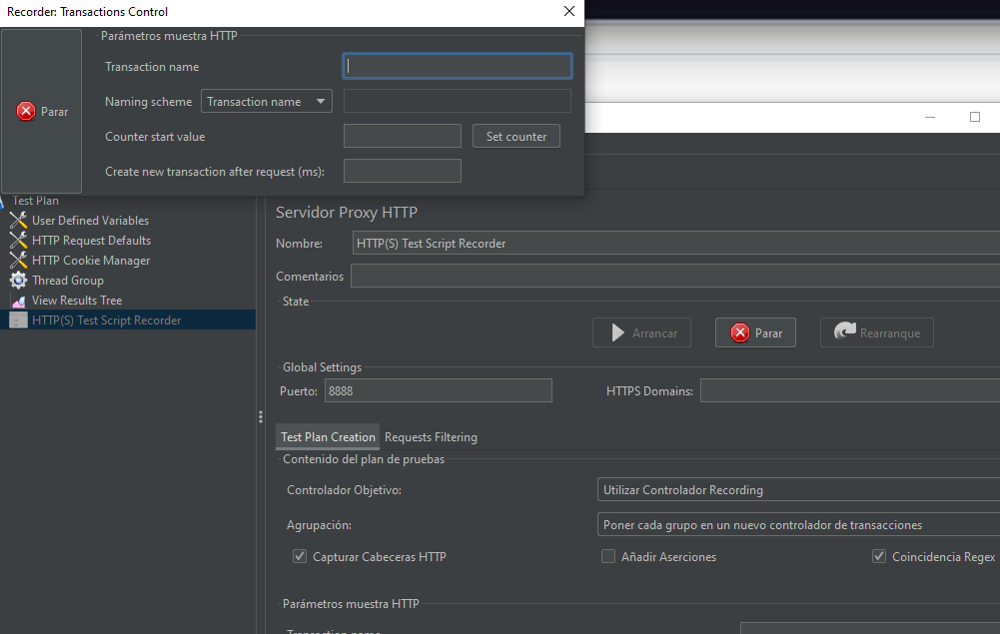 Recorder: Transactions Control
Parámetros muestra HTTP
Transaction name
Parar
Naming scheme Transaction name
Counter start value Set counter
Create new transaction after request (ms):
Test Plan
User Defined Variables
HTTP Request Defaults
HTTP Cookie Manager
Thread Group
View Results Tree
HTTP(S) Test Script Recorder
Servidor Proxy HTTP
Nombre: HTTP(S) Test Script Recorder
Comentarios
State
Arrancar Parar Rearranque
Global Settings
Puerto: 8888 HTTPS Domains:
Test Plan Creation Requests Filtering
Contenido del plan de pruebas
Controlador Objetivo: Utilizar Controlador Recording
Agrupación: Poner cada grupo en un nuevo controlador de transacciones
Capturar Cabeceras HTTP Añadir Aserciones Coincidencia Regex
Parámetros muestra HTTP
Transaction name